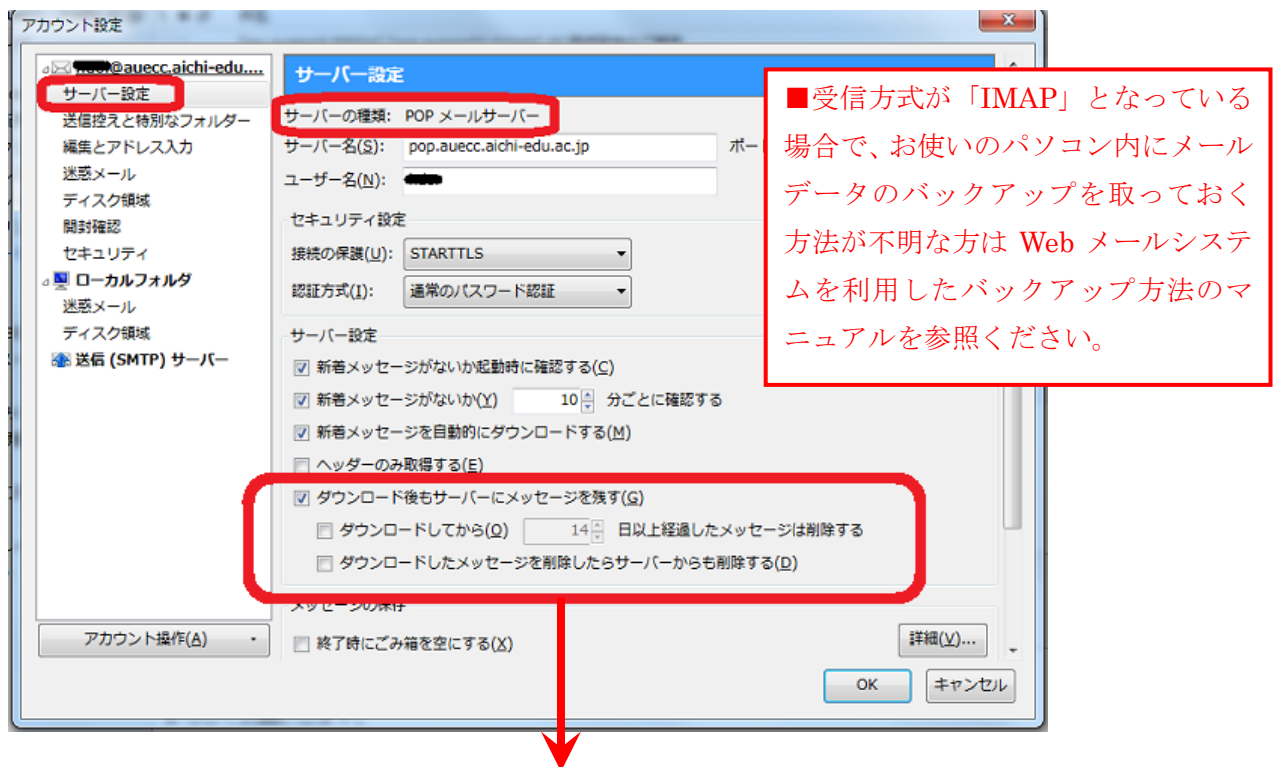 アカウント設定
@auecc.aichi-edu....
サーバー設定
送信控えと特別なフォルダー
編集とアドレス入力
迷惑メール
ディスク領域
開封確認
セキュリティ
ローカルフォルダ
迷惑メール
ディスク領域
送信 (SMTP) サーバー
アカウント操作(A)
サーバー設定
サーバーの種類: POP メールサーバー
サーバー名(S): pop.auecc.aichi-edu.ac.jp
ポー
ユーザー名(N):
セキュリティ設定
接続の保護(U): STARTTLS
認証方式(I): 通常のパスワード認証
サーバー設定
新着メッセージがないか起動時に確認する(C)
新着メッセージがないか(Y) 10 分ごとに確認する
新着メッセージを自動的にダウンロードする(M)
ヘッダーのみ取得する(E)
ダウンロード後もサーバーにメッセージを残す(G)
ダウンロードしてから(O) 14 日以上経過したメッセージは削除する
ダウンロードしたメッセージを削除したらサーバーからも削除する(D)
メッセージの保存
終了時にごみ箱を空にする(X)
詳細(V)...
OK キャンセル
■受信方式が「IMAP」となっている
場合で、お使いのパソコン内にメール
データのバックアップを取っておく
方法が不明な方は Web メールシステ
ムを利用したバックアップ方法のマ
ニュアルを参照ください。